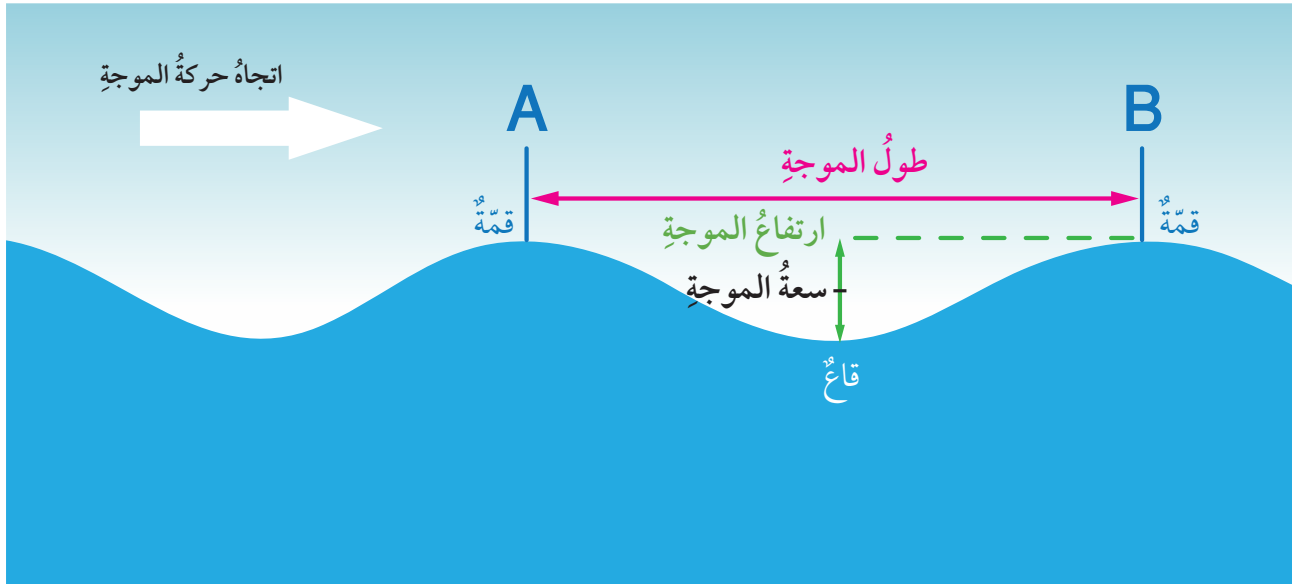 اتجاهُ حركةُ الموجةِ
A
B
طولُ الموجةِ
قمّةٌ
قمّةٌ
ارتفاعُ الموجةِ
سعةُ الموجةِ
قاعٌ